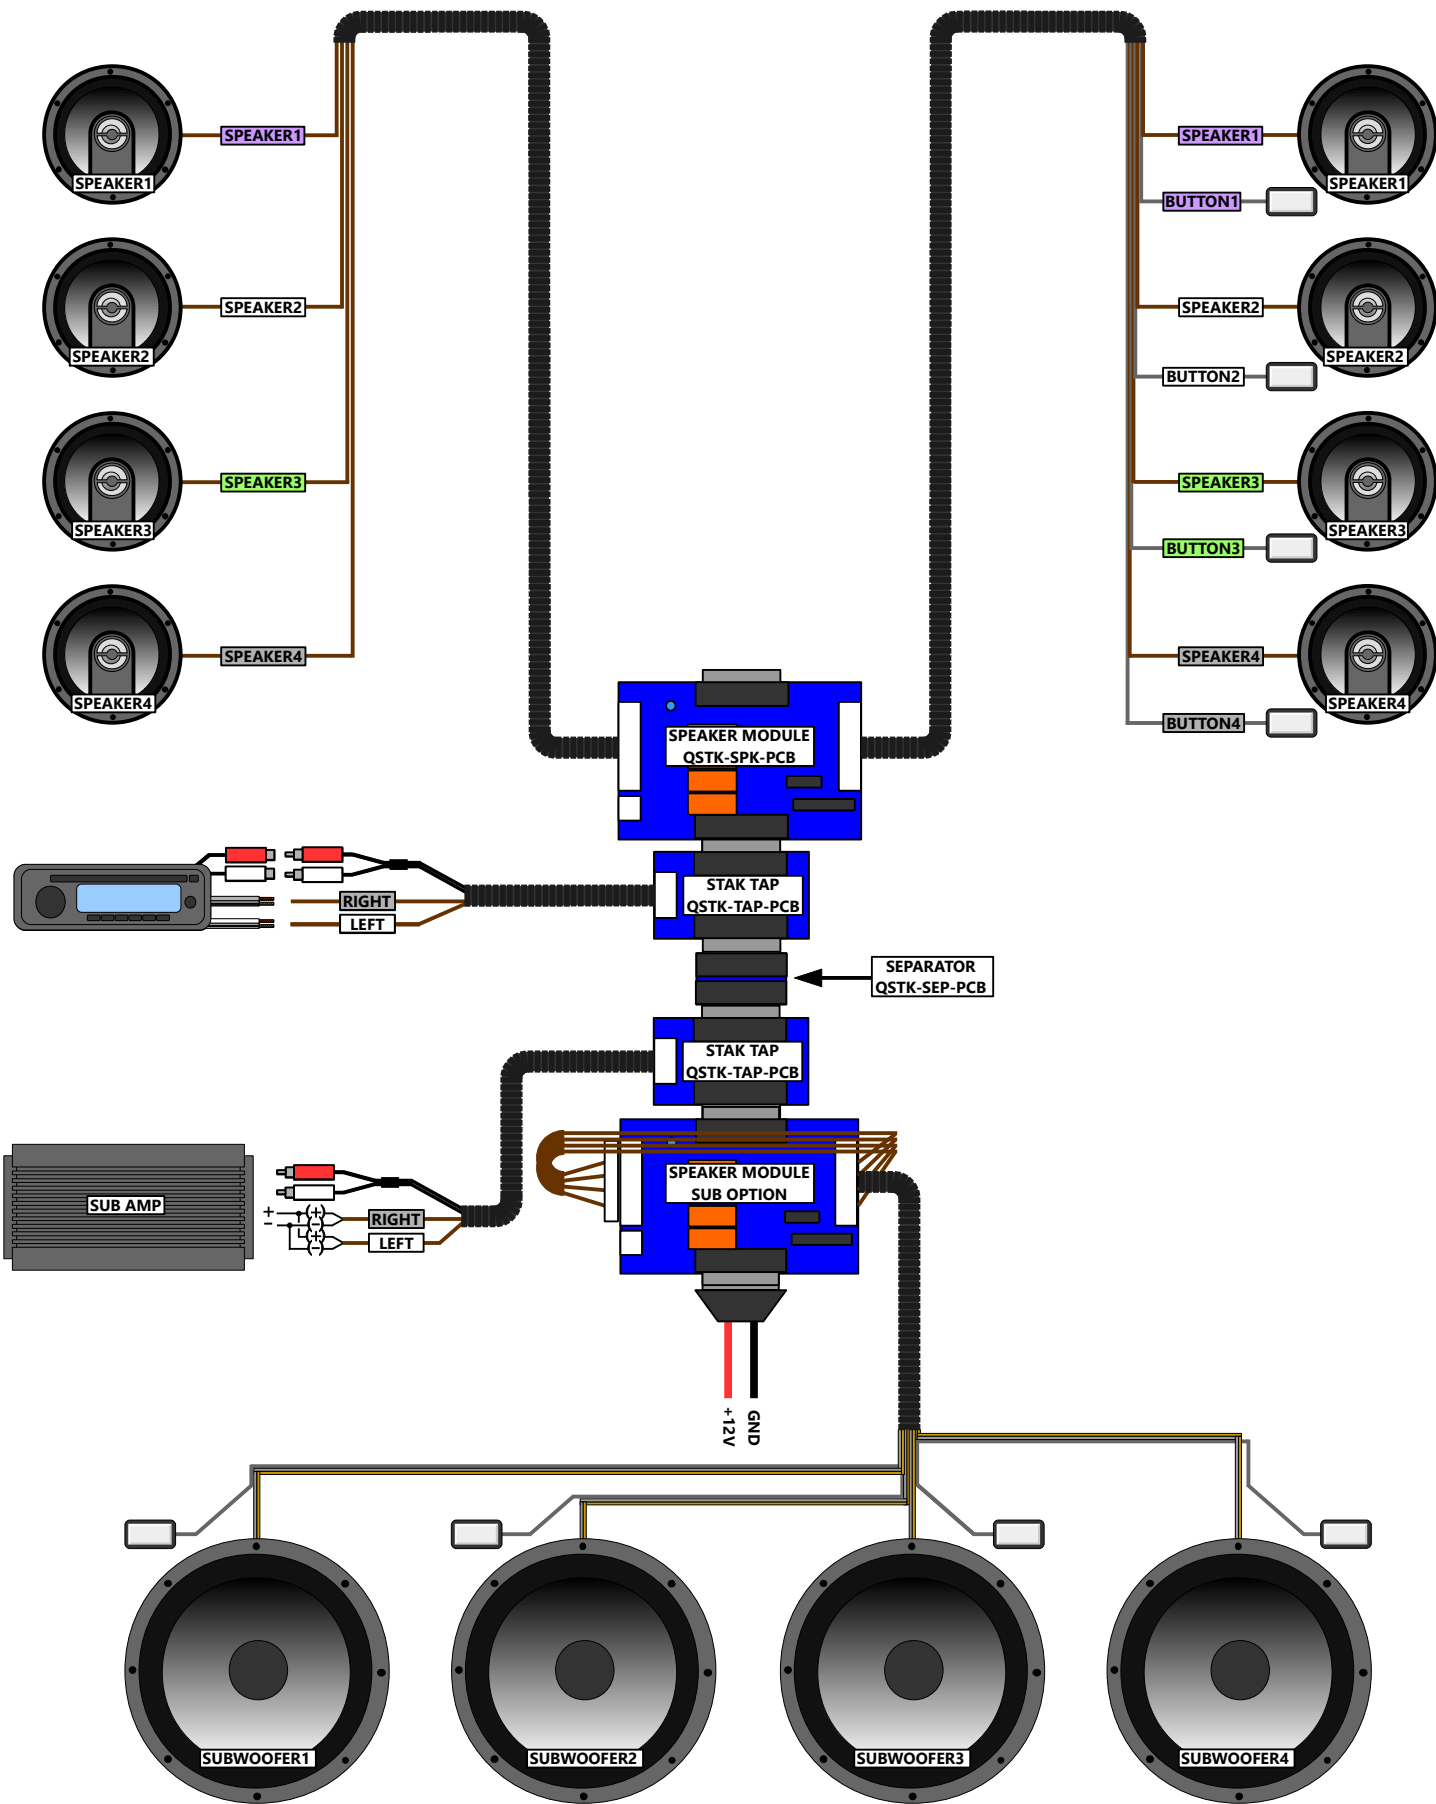 SPEAKER1
SPEAKER1
SPEAKER1
SPEAKER1
BUTTON1
SPEAKER2
SPEAKER2
SPEAKER2
SPEAKER2
BUTTON2
SPEAKER3
SPEAKER3
SPEAKER3
SPEAKER3
BUTTON3
SPEAKER4
SPEAKER4
SPEAKER4
SPEAKER4
BUTTON4
SPEAKER MODULE
QSTK-SPK-PCB
STAK TAP
QSTK-TAP-PCB
RIGHT
LEFT
SEPARATOR
QSTK-SEP-PCB
STAK TAP
QSTK-TAP-PCB
SPEAKER MODULE
SUB OPTION
SUB AMP
+
-
(+)
(-)
(+)
(-)
RIGHT
LEFT
+12V
GND
SUBWOOFER1
SUBWOOFER2
SUBWOOFER3
SUBWOOFER4